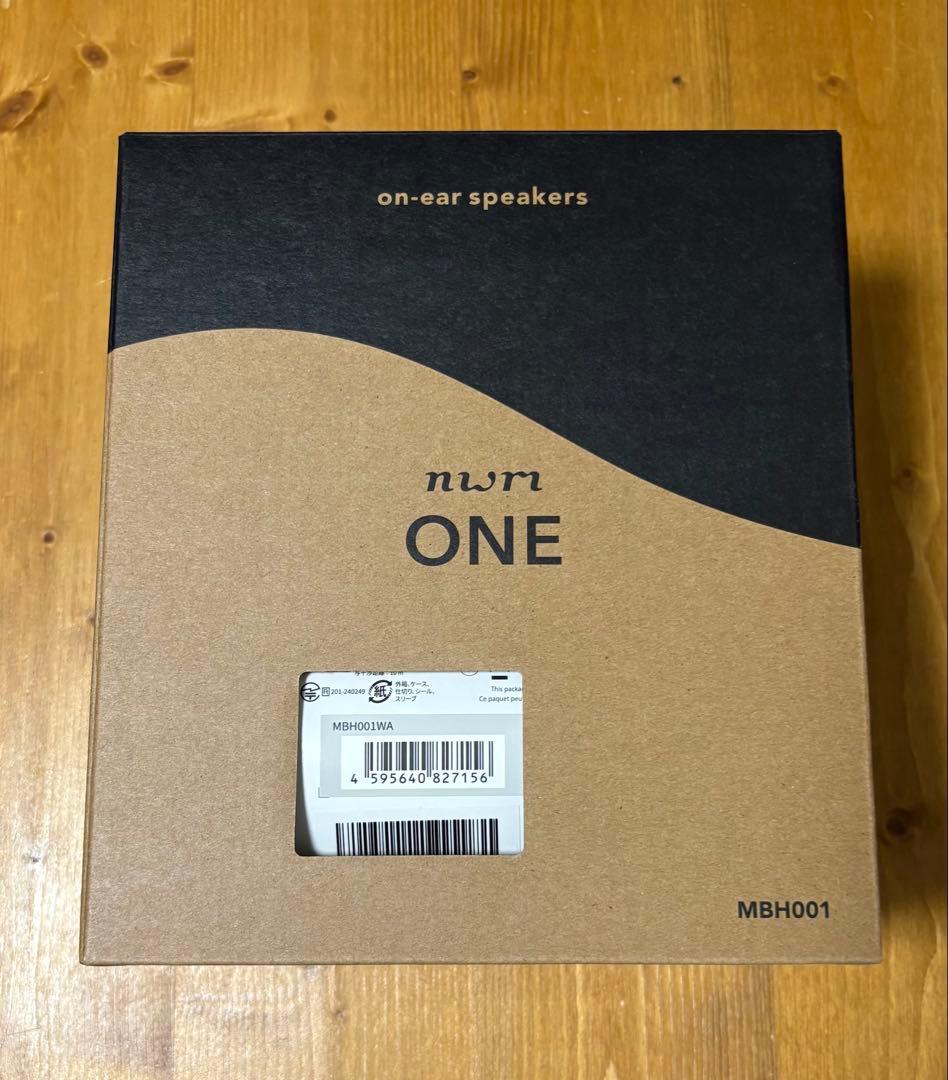 on-ear speakers
nwm
ONE
R 201-240249
紙
外箱、ケース、
仕切り、シール、
スリーブ
This packa
Ce paquet peu
MBH001WA
4 595640 827156
MBH001